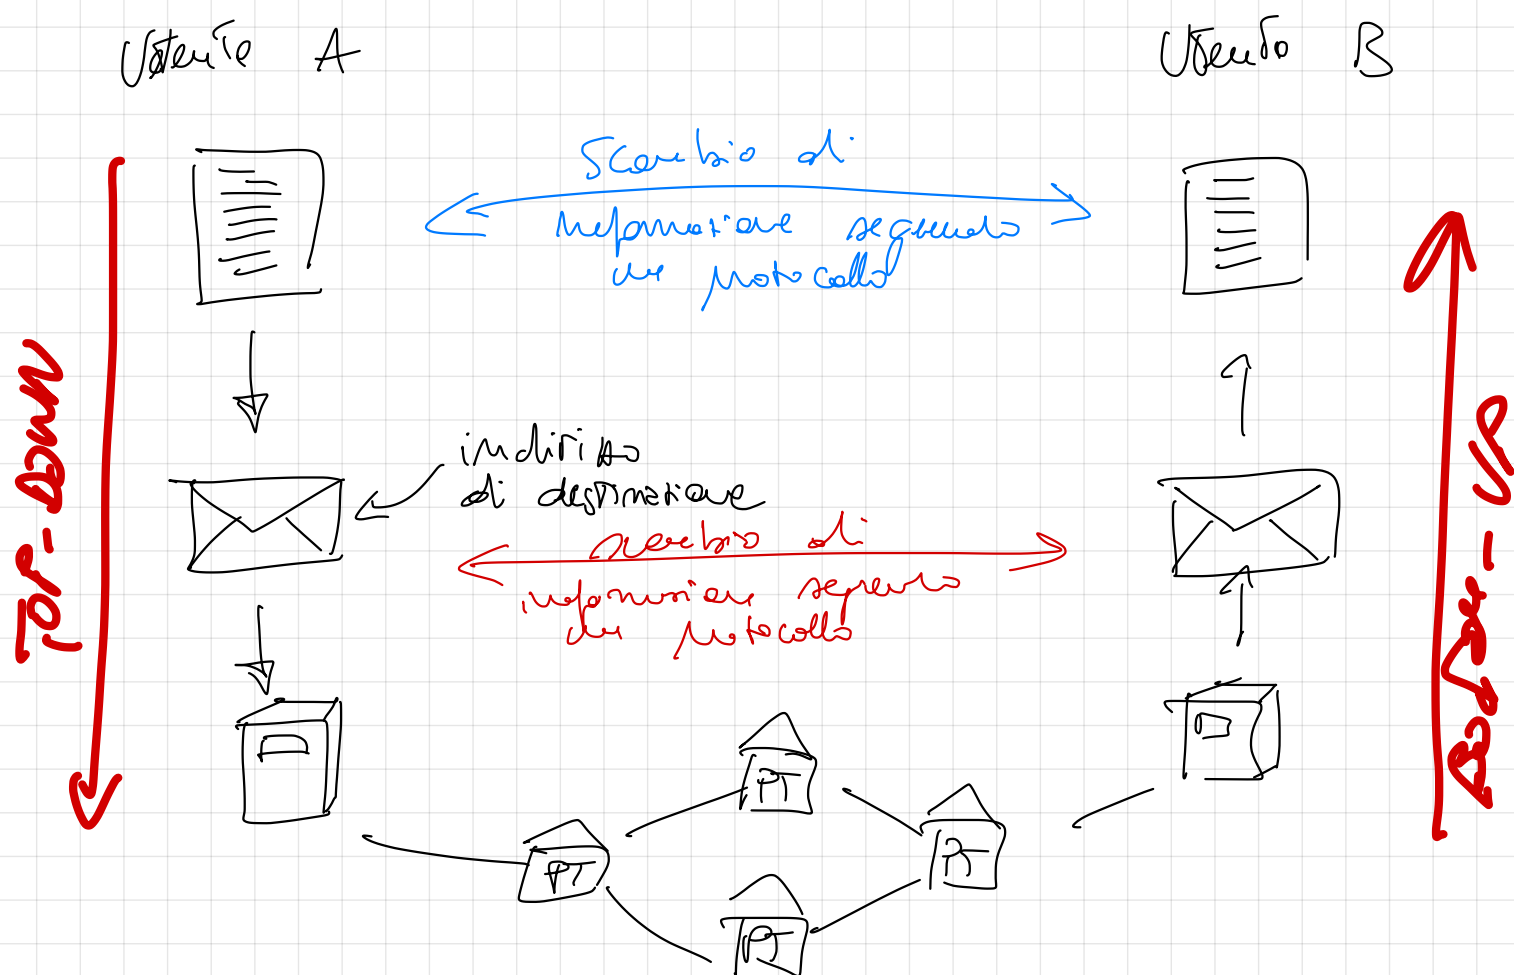 Utente A
Utente B
Scambio di
informazione seguendo
un protocollo
TOP-DOWN
BOTTOM-UP
indirizzo
di destinazione
scambio di
informazione seguendo
un protocollo
PT
PT
PT
PT